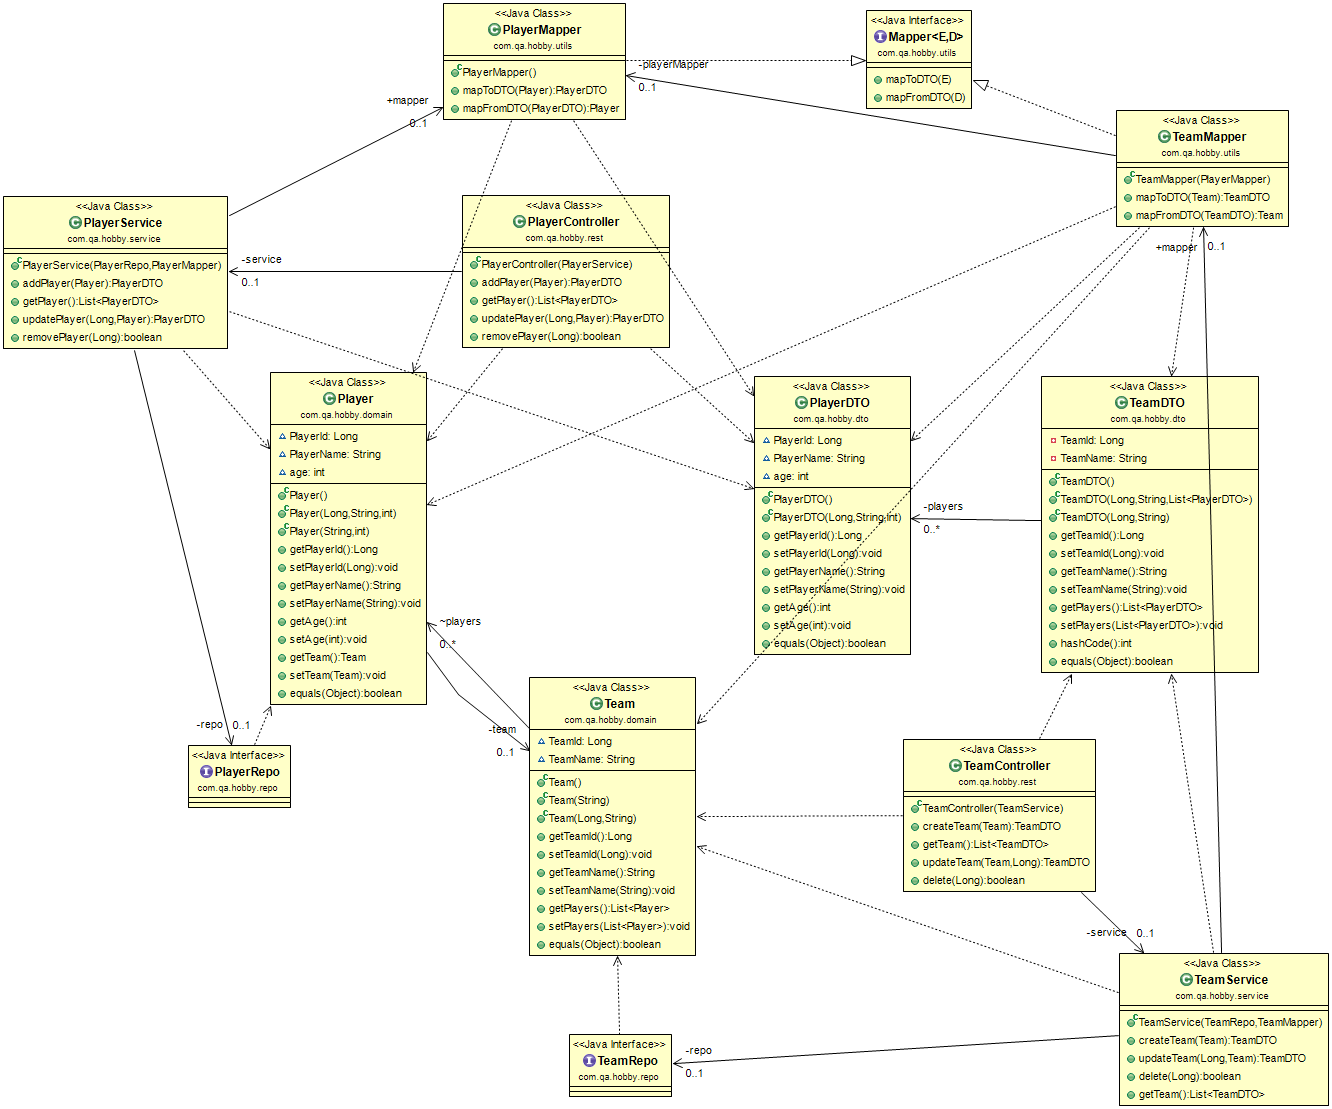 <<Java Class>>
PlayerMapper
com.qa.hobby.utils
PlayerMapper()
mapToDTO(Player):PlayerDTO
mapFromDTO(PlayerDTO):Player
<<Java Interface>>
Mapper<E,D>
com.qa.hobby.utils
mapToDTO(E)
mapFromDTO(D)
-playerMapper
0..1
+mapper
0..1
<<Java Class>>
TeamMapper
com.qa.hobby.utils
TeamMapper(PlayerMapper)
mapToDTO(Team):TeamDTO
mapFromDTO(TeamDTO):Team
+mapper
0..1
<<Java Class>>
PlayerService
com.qa.hobby.service
PlayerService(PlayerRepo,PlayerMapper)
addPlayer(Player):PlayerDTO
getPlayer():List<PlayerDTO>
updatePlayer(Long,Player):PlayerDTO
removePlayer(Long):boolean
-service
0..1
<<Java Class>>
PlayerController
com.qa.hobby.rest
PlayerController(PlayerService)
addPlayer(Player):PlayerDTO
getPlayer():List<PlayerDTO>
updatePlayer(Long,Player):PlayerDTO
removePlayer(Long):boolean
<<Java Class>>
Player
com.qa.hobby.domain
PlayerId: Long
PlayerName: String
age: int
Player()
Player(Long,String,int)
Player(String,int)
getPlayerId():Long
setPlayerId(Long):void
getPlayerName():String
setPlayerName(String):void
getAge():int
setAge(int):void
getTeam():Team
setTeam(Team):void
equals(Object):boolean
<<Java Class>>
PlayerDTO
com.qa.hobby.dto
PlayerId: Long
PlayerName: String
age: int
PlayerDTO()
PlayerDTO(Long,String,int)
getPlayerId():Long
setPlayerId(Long):void
getPlayerName():String
setPlayerName(String):void
getAge():int
setAge(int):void
equals(Object):boolean
-players
0..*
<<Java Class>>
TeamDTO
com.qa.hobby.dto
TeamId: Long
TeamName: String
TeamDTO()
TeamDTO(Long,String,List<PlayerDTO>)
TeamDTO(Long,String)
getTeamId():Long
setTeamId(Long):void
getTeamName():String
setTeamName(String):void
getPlayers():List<PlayerDTO>
setPlayers(List<PlayerDTO>):void
hashCode():int
equals(Object):boolean
~players
0..*
-team
0..1
-repo 0..1
<<Java Interface>>
PlayerRepo
com.qa.hobby.repo
<<Java Class>>
Team
com.qa.hobby.domain
TeamId: Long
TeamName: String
Team()
Team(String)
Team(Long,String)
getTeamId():Long
setTeamId(Long):void
getTeamName():String
setTeamName(String):void
getPlayers():List<Player>
setPlayers(List<Player>):void
equals(Object):boolean
<<Java Class>>
TeamController
com.qa.hobby.rest
TeamController(TeamService)
createTeam(Team):TeamDTO
getTeam():List<TeamDTO>
updateTeam(Team,Long):TeamDTO
delete(Long):boolean
-service 0..1
<<Java Class>>
TeamService
com.qa.hobby.service
TeamService(TeamRepo,TeamMapper)
createTeam(Team):TeamDTO
updateTeam(Long,Team):TeamDTO
delete(Long):boolean
getTeam():List<TeamDTO>
-repo
0..1
<<Java Interface>>
TeamRepo
com.qa.hobby.repo